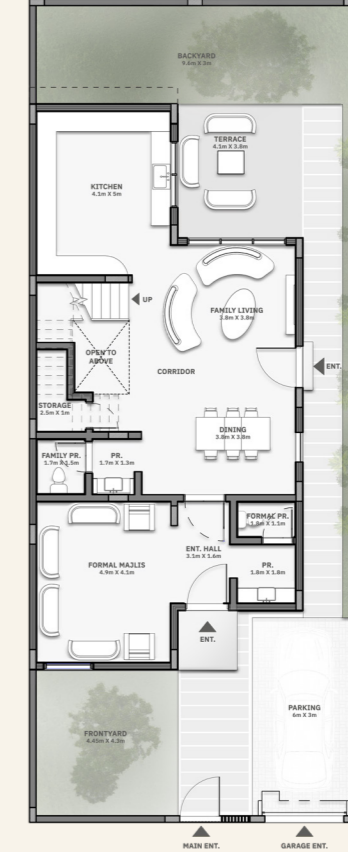 BACKYARD
9.6m X 3m
TERRACE
4.1m X 3.8m
KITCHEN
4.1m X 5m
UP
FAMILY LIVING
3.8m X 3.8m
OPEN TO
ABOVE
ENT.
CORRIDOR
STORAGE
2.5m X 1m
DINING
3.8m X 3.8m
FAMILY PR.
1.7m X 1.5m
PR.
1.7m X 1.3m
FORMAL PR.
1.8m X 1.1m
ENT. HALL
3.1m X 1.6m
FORMAL MAJLIS
4.9m X 4.1m
PR.
1.8m X 1.8m
ENT.
PARKING
6m X 3m
FRONTYARD
4.45m X 4.3m
MAIN ENT.
GARAGE ENT.